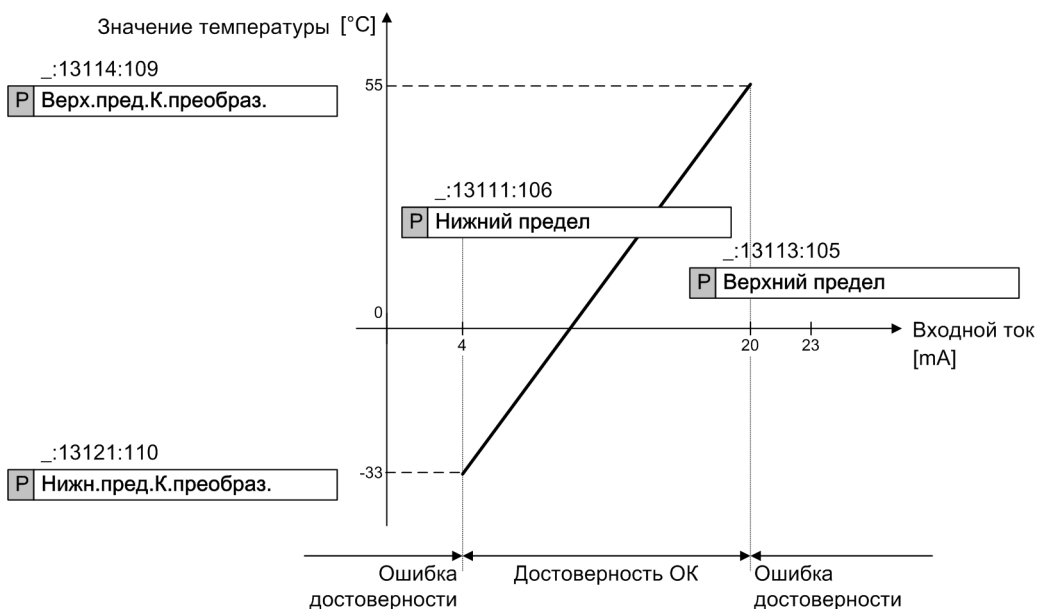 Значение температуры [°C]
_:13114:109
P Верх.пред.К.преобраз.
55
_:13111:106
P Нижний предел
_:13113:105
P Верхний предел
0
4
20
23
Входной ток
[mA]
_:13121:110
P Нижн.пред.К.преобраз.
-33
Ошибка
достоверности
Достоверность ОК
Ошибка
достоверности